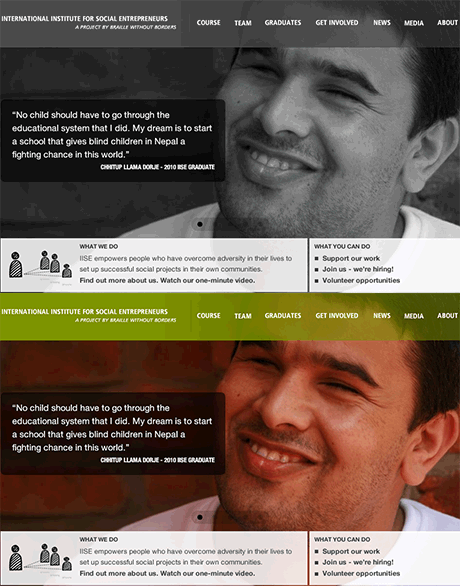 INTERNATIONAL INSTITUTE FOR SOCIAL ENTREPRENEURS
A PROJECT BY BRAILLE WITHOUT BORDERS
COURSE TEAM GRADUATES GET INVOLVED NEWS MEDIA ABOUT
“No child should have to go through the
educational system that I did. My dream is to start
a school that gives blind children in Nepal a
fighting chance in this world.”
CHHITUP LLAMA DORJE - 2010 IISE GRADUATE
WHAT WE DO
IISE empowers people who have overcome adversity in their lives to
set up successful social projects in their own communities.
Find out more about us. Watch our one-minute video.
WHAT YOU CAN DO
Support our work
Join us - we're hiring!
Volunteer opportunities
INTERNATIONAL INSTITUTE FOR SOCIAL ENTREPRENEURS
A PROJECT BY BRAILLE WITHOUT BORDERS
COURSE TEAM GRADUATES GET INVOLVED NEWS MEDIA ABOUT
“No child should have to go through the
educational system that I did. My dream is to start
a school that gives blind children in Nepal a
fighting chance in this world.”
CHHITUP LLAMA DORJE - 2010 IISE GRADUATE
WHAT WE DO
IISE empowers people who have overcome adversity in their lives to
set up successful social projects in their own communities.
Find out more about us. Watch our one-minute video.
WHAT YOU CAN DO
Support our work
Join us - we're hiring!
Volunteer opportunities